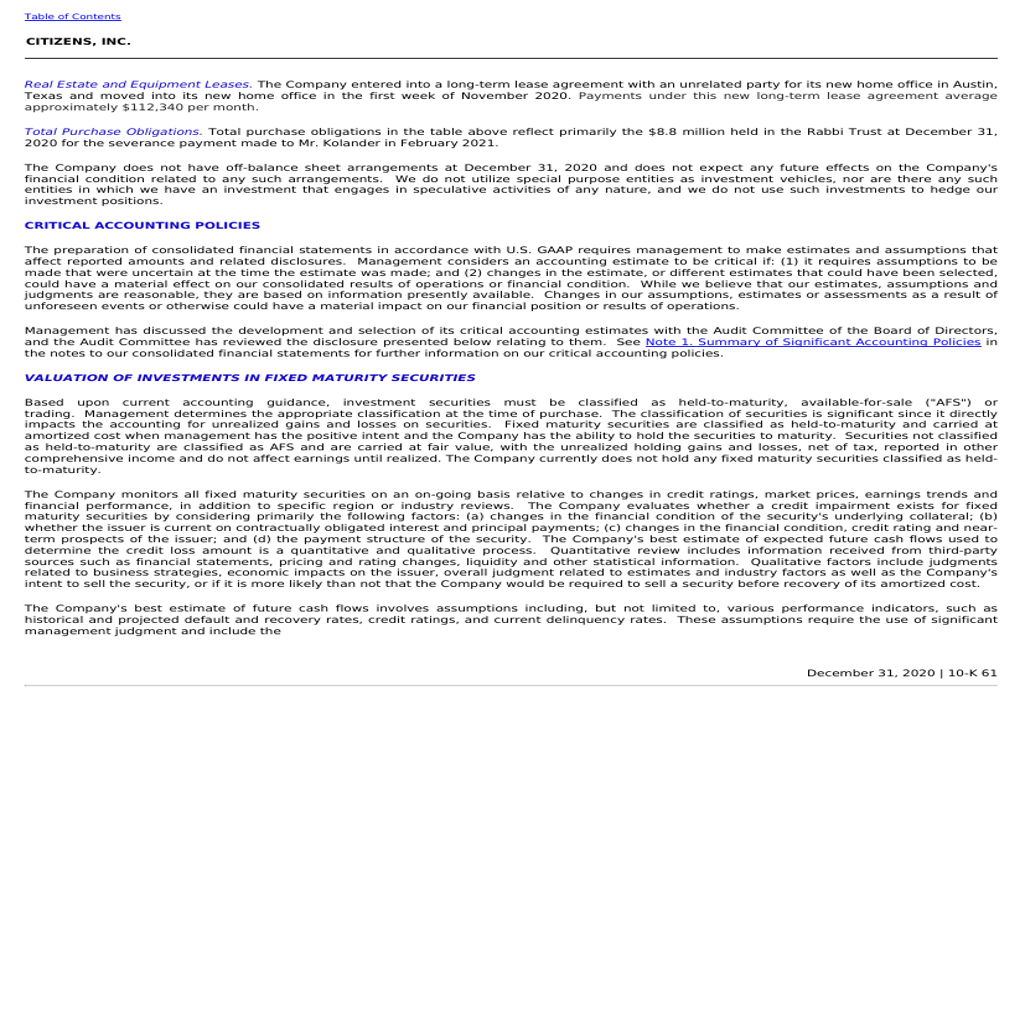 Table of Contents
CITIZENS, INC.
Real Estate and Equipment Leases. The Company entered into a long-term lease agreement with an unrelated party for its new home office in Austin,
Texas and moved into its new home office in the first week of November 2020. Payments under this new long-term lease agreement average
approximately $112,340 per month.
Total Purchase Obligations. Total purchase obligations in the table above reflect primarily the $8.8 million held in the Rabbi Trust at December 31,
2020 for the severance payment made to Mr. Kolander in February 2021.
The Company does not have off-balance sheet arrangements at December 31, 2020 and does not expect any future effects on the Company's
financial condition related to any such arrangements. We do not utilize special purpose entities as investment vehicles, nor are there any such
entities in which we have an investment that engages in speculative activities of any nature, and we do not use such investments to hedge our
investment positions.
CRITICAL ACCOUNTING POLICIES
The preparation of consolidated financial statements in accordance with U.S. GAAP requires management to make estimates and assumptions that
affect reported amounts and related disclosures. Management considers an accounting estimate to be critical if: (1) it requires assumptions to be
made that were uncertain at the time the estimate was made; and (2) changes in the estimate, or different estimates that could have been selected,
could have a material effect on our consolidated results of operations or financial condition. While we believe that our estimates, assumptions and
judgments are reasonable, they are based on information presently available. Changes in our assumptions, estimates or assessments as a result of
unforeseen events or otherwise could have a material impact on our financial position or results of operations.
Management has discussed the development and selection of its critical accounting estimates with the Audit Committee of the Board of Directors,
and the Audit Committee has reviewed the disclosure presented below relating to them. See Note 1. Summary of Significant Accounting Policies in
the notes to our consolidated financial statements for further information on our critical accounting policies.
VALUATION OF INVESTMENTS IN FIXED MATURITY SECURITIES
Based upon current accounting guidance, investment securities must be classified as held-to-maturity, available-for-sale ("AFS") or
trading. Management determines the appropriate classification at the time of purchase. The classification of securities is significant since it directly
impacts the accounting for unrealized gains and losses on securities. Fixed maturity securities are classified as held-to-maturity and carried at
amortized cost when management has the positive intent and the Company has the ability to hold the securities to maturity. Securities not classified
as held-to-maturity are classified as AFS and are carried at fair value, with the unrealized holding gains and losses, net of tax, reported in other
comprehensive income and do not affect earnings until realized. The Company currently does not hold any fixed maturity securities classified as held-
to-maturity.
The Company monitors all fixed maturity securities on an on-going basis relative to changes in credit ratings, market prices, earnings trends and
financial performance, in addition to specific region or industry reviews. The Company evaluates whether a credit impairment exists for fixed
maturity securities by considering primarily the following factors: (a) changes in the financial condition of the security's underlying collateral; (b)
whether the issuer is current on contractually obligated interest and principal payments; (c) changes in the financial condition, credit rating and near-
term prospects of the issuer; and (d) the payment structure of the security. The Company's best estimate of expected future cash flows used to
determine the credit loss amount is a quantitative and qualitative process. Quantitative review includes information received from third-party
sources such as financial statements, pricing and rating changes, liquidity and other statistical information. Qualitative factors include judgments
related to business strategies, economic impacts on the issuer, overall judgment related to estimates and industry factors as well as the Company's
intent to sell the security, or if it is more likely than not that the Company would be required to sell a security before recovery of its amortized cost.
The Company's best estimate of future cash flows involves assumptions including, but not limited to, various performance indicators, such as
historical and projected default and recovery rates, credit ratings, and current delinquency rates. These assumptions require the use of significant
management judgment and include the
December 31, 2020 | 10-K 61